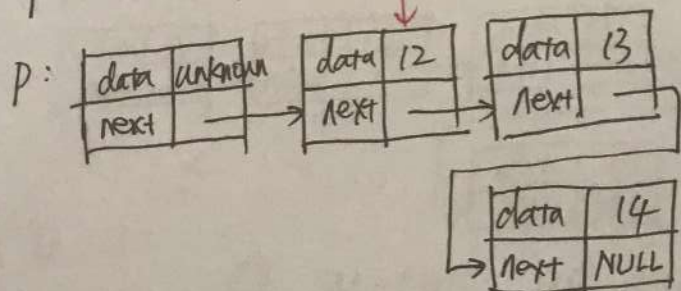 p: data unknown data 12 data 13
next next next
data 14
next NULL